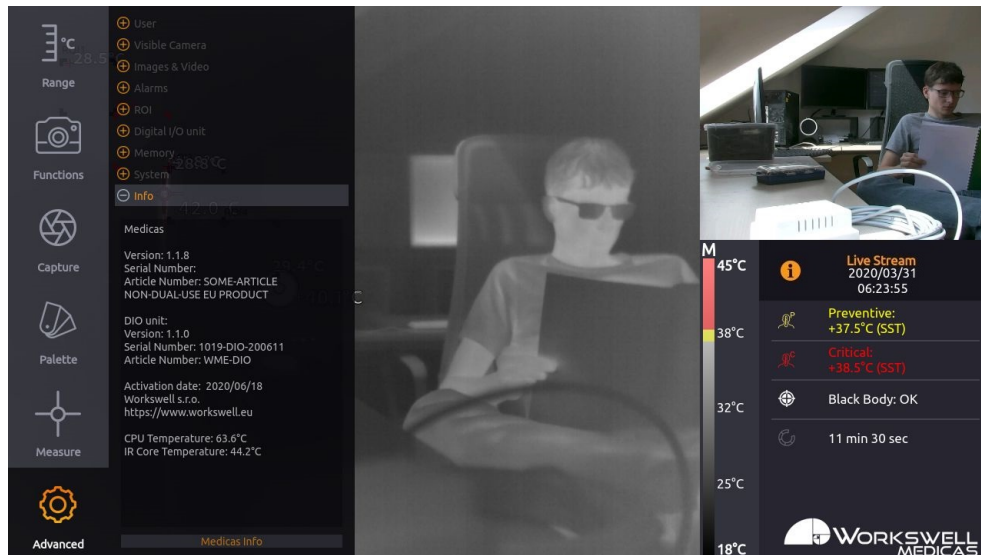 °C
28.5°
Range
Functions
Capture
Palette
Measure
Advanced
User
Visible Camera
Images & Video
Alarms
ROI
Digital I/O unit
Memory
System
Info
42.0°C
Medicas
Version: 1.1.8
Serial Number:
Article Number: SOME-ARTICLE
NON-DUAL-USE EU PRODUCT
DIO unit:
Version: 1.1.0
Serial Number: 1019-DIO-200611
Article Number: WME-DIO
Activation date: 2020/06/18
Workswell s.r.o.
https://www.workswell.eu
CPU Temperature: 63.6°C
IR Core Temperature: 44.2°C
Medicas Info
M
45°C
38°C
32°C
25°C
18°C
Live Stream
2020/03/31
06:23:55
Preventive:
+37.5°C (SST)
Critical:
+38.5°C (SST)
Black Body: OK
11 min 30 sec
WORKSWELL
MEDICAS